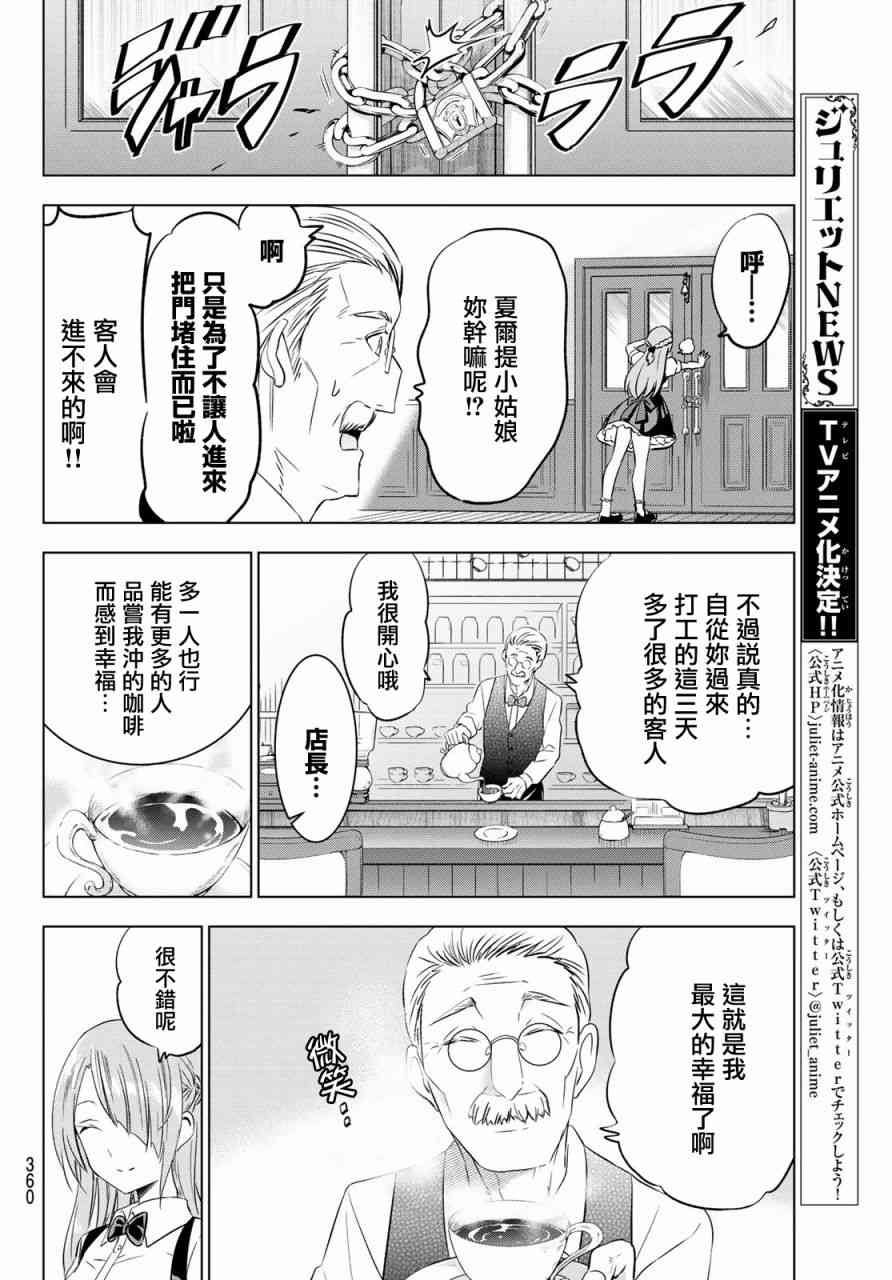 ジャラララ
呼─…
夏爾提小姑娘
妳幹嘛呢!?
啊
只是為了不讓人進來
把門堵住而已啦
客人會
進不來的啊!!
不過説真的…
自從妳過來
打工的這三天
多了很多的客人
我很開心哦
店長…
多一人也行
能有更多的人
品嘗我沖的咖啡
而感到幸福…
這就是我
最大的幸福了啊
微笑…
很不錯呢
360
ジュリエットNEWS
TVアニメ化決定!!
アニメ化情報はアニメ公式ホームページ、もしくは公式Twitterでチェックしよう!
〈公式HP〉juliet-anime.com 〈公式Twitter〉@juliet_anime